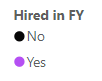 Hired in FY
No
Yes